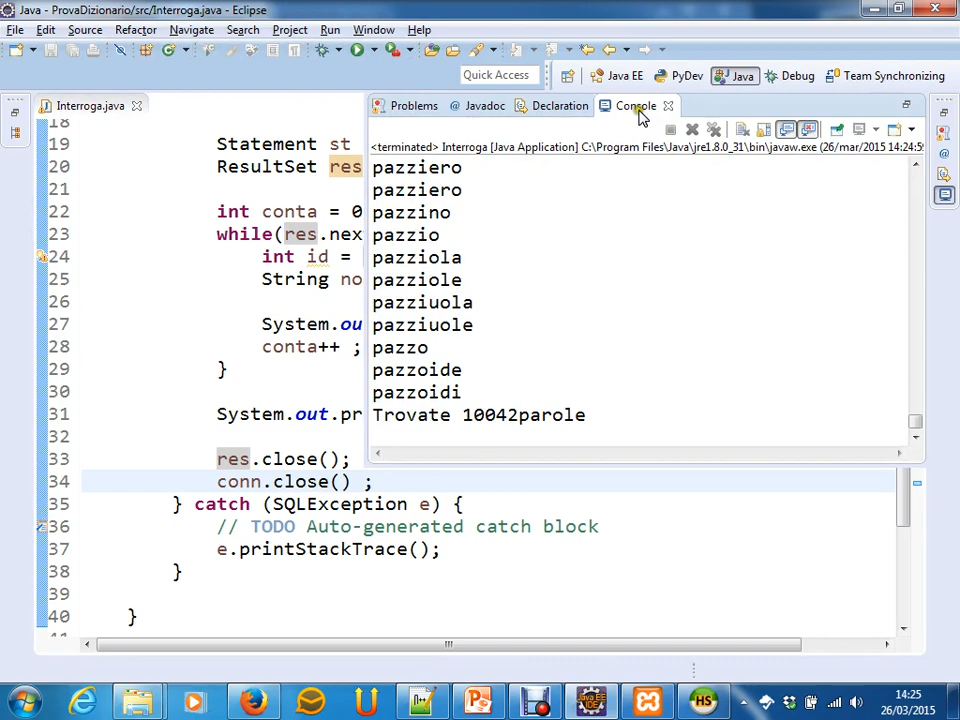 Java - ProvaDizionario/src/Interroga.java - Eclipse
File Edit Source Refactor Navigate Search Project Run Window Help
Quick Access Java EE PyDev Java Debug Team Synchronizing
Interroga.java
Problems @ Javadoc Declaration Console
<terminated> Interroga [Java Application] C:\Program Files\Java\jre1.8.0_31\bin\javaw.exe (26/mar/2015 14:24:59
pazziero
pazziero
pazzino
pazzio
pazziola
pazziole
pazziuola
pazziuole
pazzo
pazzoide
pazzoidi
Trovate 10042parole
18
19 Statement st
20 ResultSet res
21
22 int conta = 0
23 while(res.nex
24 int id =
25 String no
26
27 System.ou
28 conta++ ;
29 }
30
31 System.out.pr
32
33 res.close();
34 conn.close() ;
35 } catch (SQLException e) {
36 // TODO Auto-generated catch block
37 e.printStackTrace();
38 }
39
40 }
14:25
26/03/2015